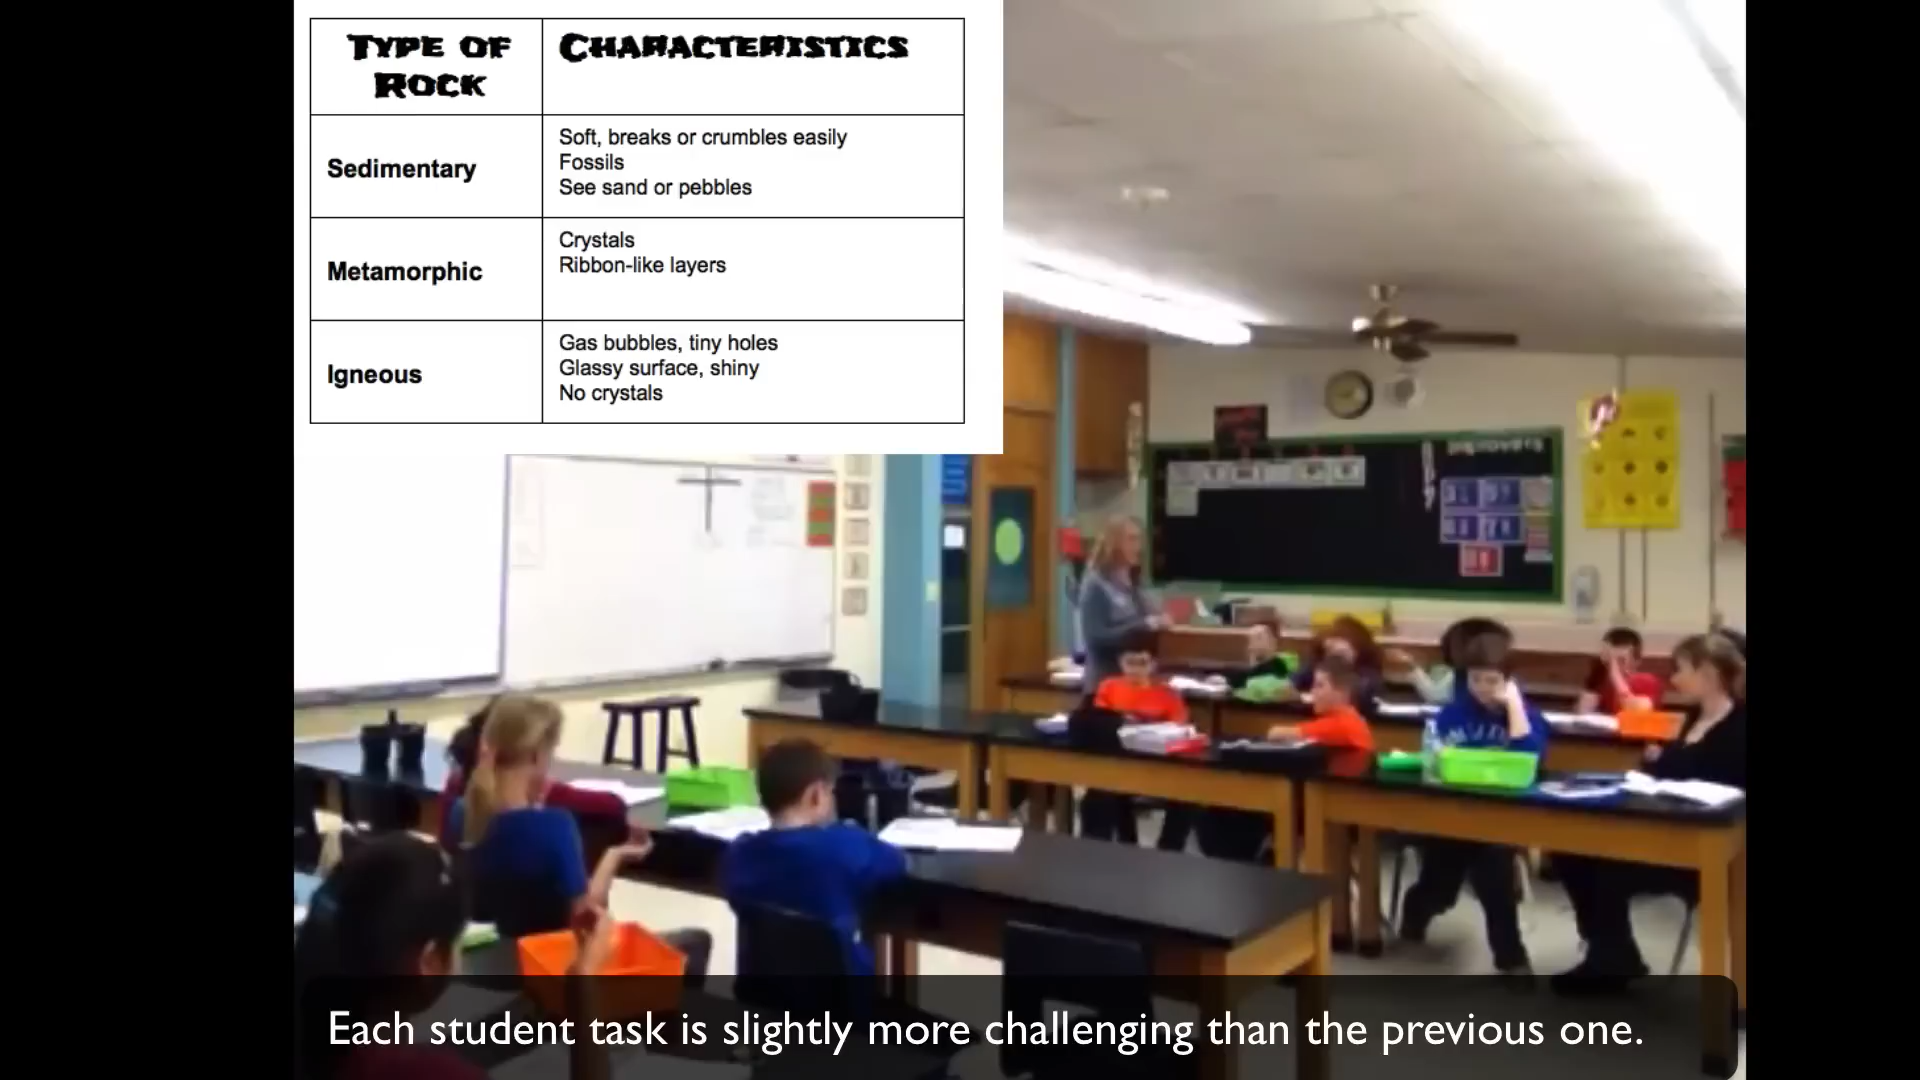 TYPE OF
ROCK
CHARACTERISTICS
Sedimentary
Soft, breaks or crumbles easily
Fossils
See sand or pebbles
Metamorphic
Crystals
Ribbon-like layers
Igneous
Gas bubbles, tiny holes
Glassy surface, shiny
No crystals
Improvers
Each student task is slightly more challenging than the previous one.